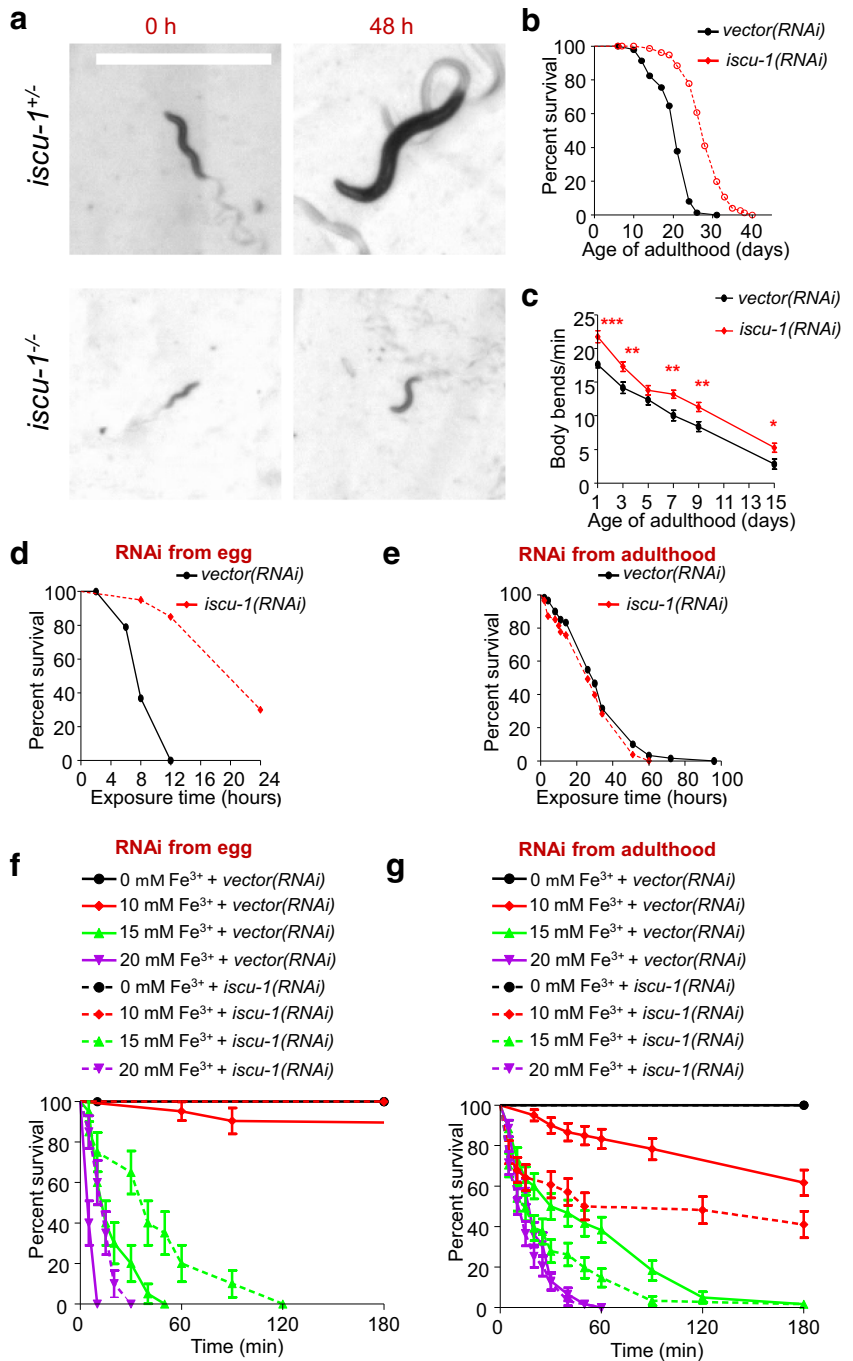 a
0 h
48 h
iscu-1+/-
iscu-1-/-
b
vector(RNAi)
iscu-1(RNAi)
Percent survival
100
80
60
40
20
0
0 10 20 30 40
Age of adulthood (days)
c
vector(RNAi)
iscu-1(RNAi)
Body bends/min
25
20
15
10
5
0
*** ** ** ** *
1 3 5 7 9 11 13 15
Age of adulthood (days)
d
RNAi from egg
vector(RNAi)
iscu-1(RNAi)
Percent survival
100
80
60
40
20
0
0 4 8 12 16 20 24
Exposure time (hours)
e
RNAi from adulthood
vector(RNAi)
iscu-1(RNAi)
Percent survival
100
80
60
40
20
0
0 20 40 60 80 100
Exposure time (hours)
f
RNAi from egg
0 mM Fe³⁺ + vector(RNAi)
10 mM Fe³⁺ + vector(RNAi)
15 mM Fe³⁺ + vector(RNAi)
20 mM Fe³⁺ + vector(RNAi)
0 mM Fe³⁺ + iscu-1(RNAi)
10 mM Fe³⁺ + iscu-1(RNAi)
15 mM Fe³⁺ + iscu-1(RNAi)
20 mM Fe³⁺ + iscu-1(RNAi)
Percent survival
100
80
60
40
20
0
0 60 120 180
Time (min)
g
RNAi from adulthood
0 mM Fe³⁺ + vector(RNAi)
10 mM Fe³⁺ + vector(RNAi)
15 mM Fe³⁺ + vector(RNAi)
20 mM Fe³⁺ + vector(RNAi)
0 mM Fe³⁺ + iscu-1(RNAi)
10 mM Fe³⁺ + iscu-1(RNAi)
15 mM Fe³⁺ + iscu-1(RNAi)
20 mM Fe³⁺ + iscu-1(RNAi)
Percent survival
100
80
60
40
20
0
0 60 120 180
Time (min)